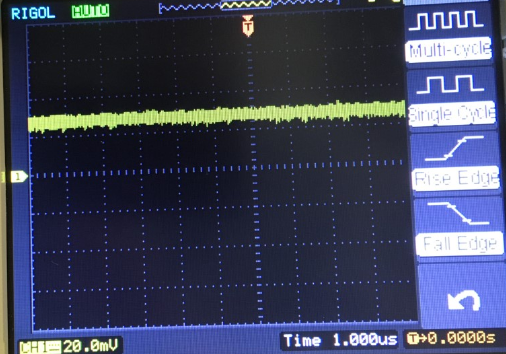 RIGOL AUTO
T
Multi-cycle
Single Cycle
1
Rise Edge
Fall Edge
CH1 20.0mV Time 1.000us T→0.0000s